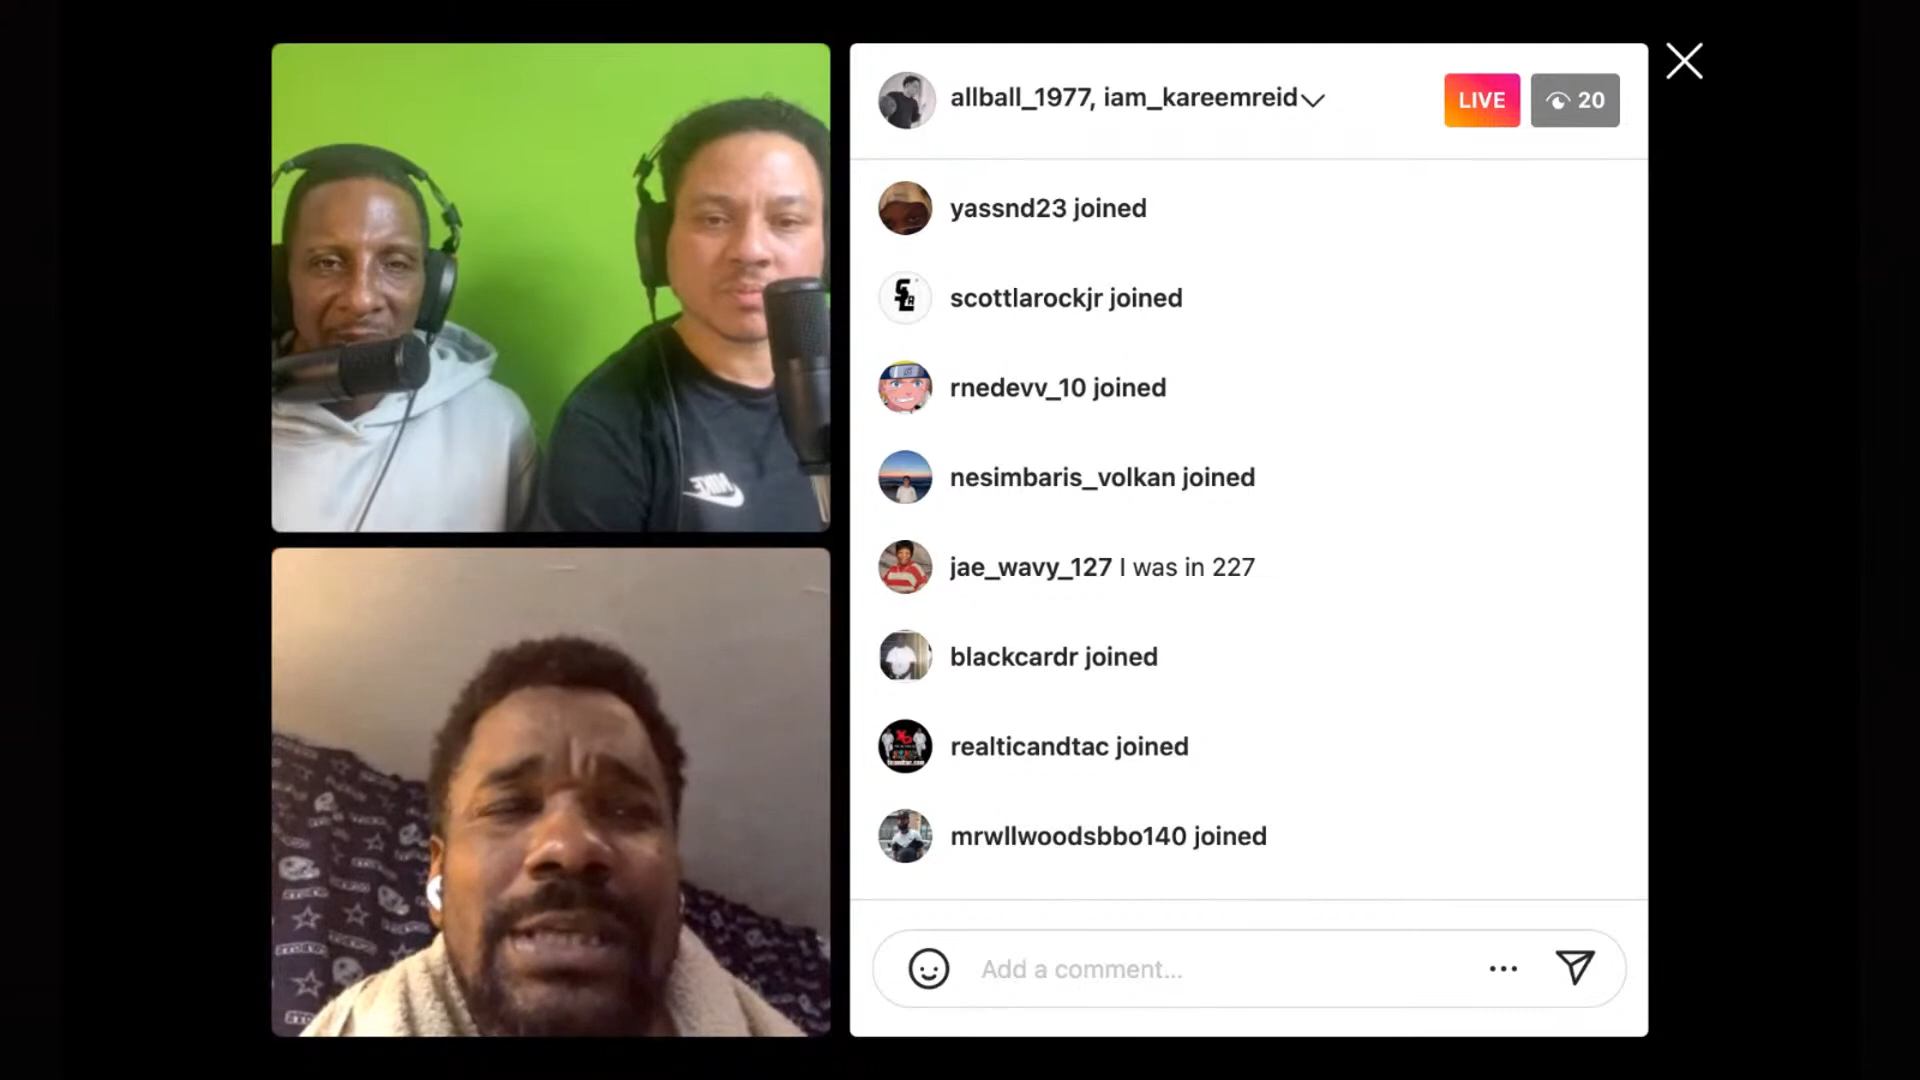 allball_1977, iam_kareemreid
LIVE
20
yassnd23 joined
scottlarockjr joined
rnedevv_10 joined
nesimbaris_volkan joined
jae_wavy_127 I was in 227
blackcardr joined
realticandtac joined
mrwllwoodsbbo140 joined
Add a comment...
NIKE